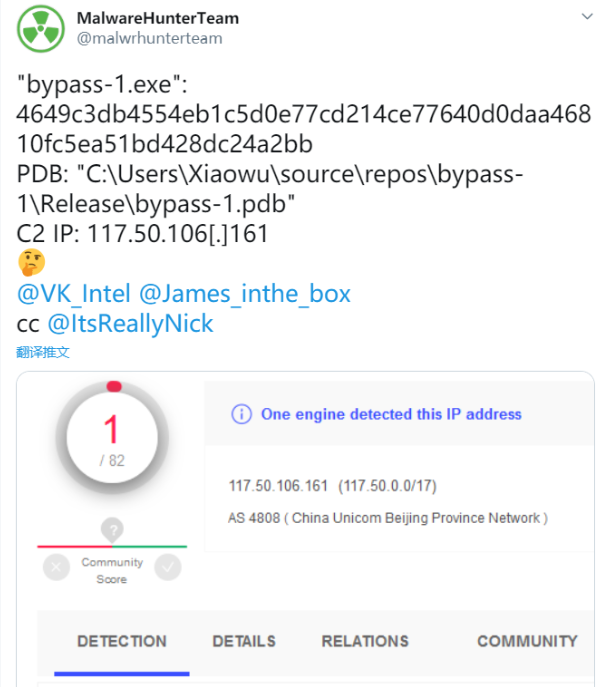 MalwareHunterTeam
@malwrhunterteam
"bypass-1.exe":
4649c3db4554eb1c5d0e77cd214ce77640d0daa468
10fc5ea51bd428dc24a2bb
PDB: "C:\Users\Xiaowu\source\repos\bypass-
1\Release\bypass-1.pdb"
C2 IP: 117.50.106[.]161
🤔
@VK_Intel @James_inthe_box
cc @ItsReallyNick
翻译推文
1
/ 82
One engine detected this IP address
117.50.106.161 (117.50.0.0/17)
AS 4808 ( China Unicom Beijing Province Network )
?
Community
Score
DETECTION DETAILS RELATIONS COMMUNITY